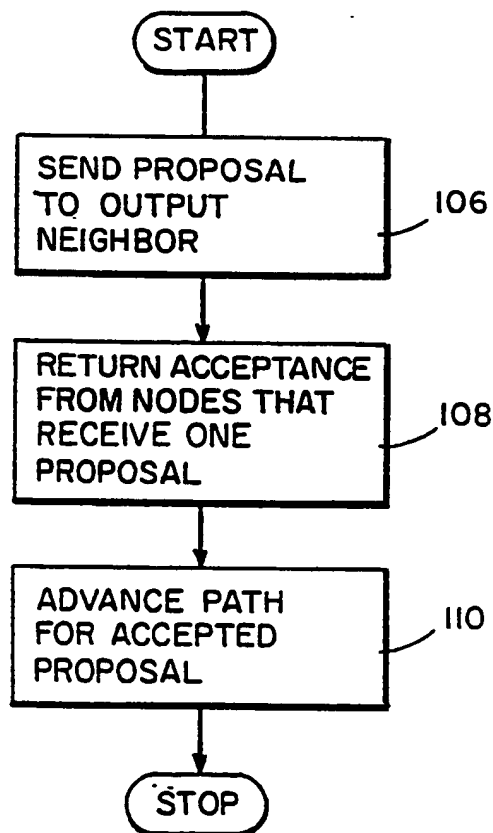 START
SEND PROPOSAL
TO OUTPUT
NEIGHBOR
106
RETURN ACCEPTANCE
FROM NODES THAT
RECEIVE ONE
PROPOSAL
108
ADVANCE PATH
FOR ACCEPTED
PROPOSAL
110
STOP